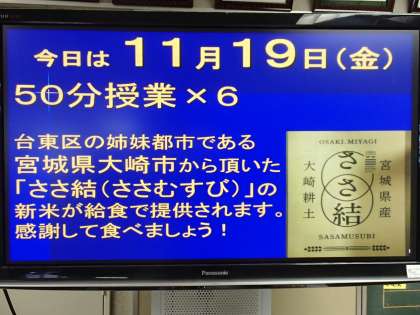 今日は 11月19日(金)
50分授業×6
台東区の姉妹都市である
宮城県大崎市から頂いた
「ささ結(ささむすび)」の
新米が給食で提供されます。
感謝して食べましょう！
OSAKI.MIYAGI
大崎耕土
ささ結
宮城県産
SASAMUSUBI
Panasonic